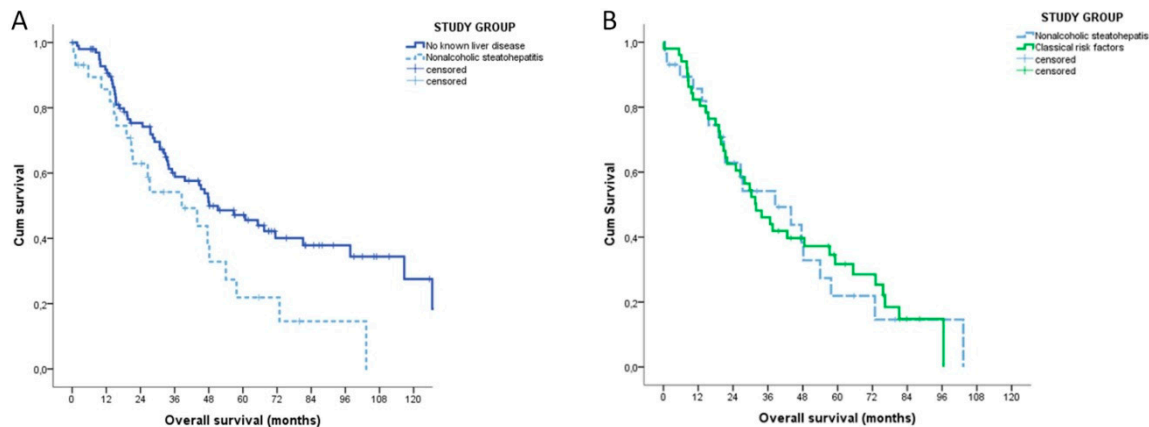 A
STUDY GROUP
No known liver disease
Nonalcoholic steatohepatitis
censored
censored
Cum survival
1,0
0,8
0,6
0,4
0,2
0,0
0 12 24 36 48 60 72 84 96 108 120
Overall survival (months)
B
STUDY GROUP
Nonalcoholic steatohepatis
Classical risk factors
censored
censored
Cum Survival
1,0
0,8
0,6
0,4
0,2
0,0
0 12 24 36 48 60 72 84 96 108 120
Overall survival (months)